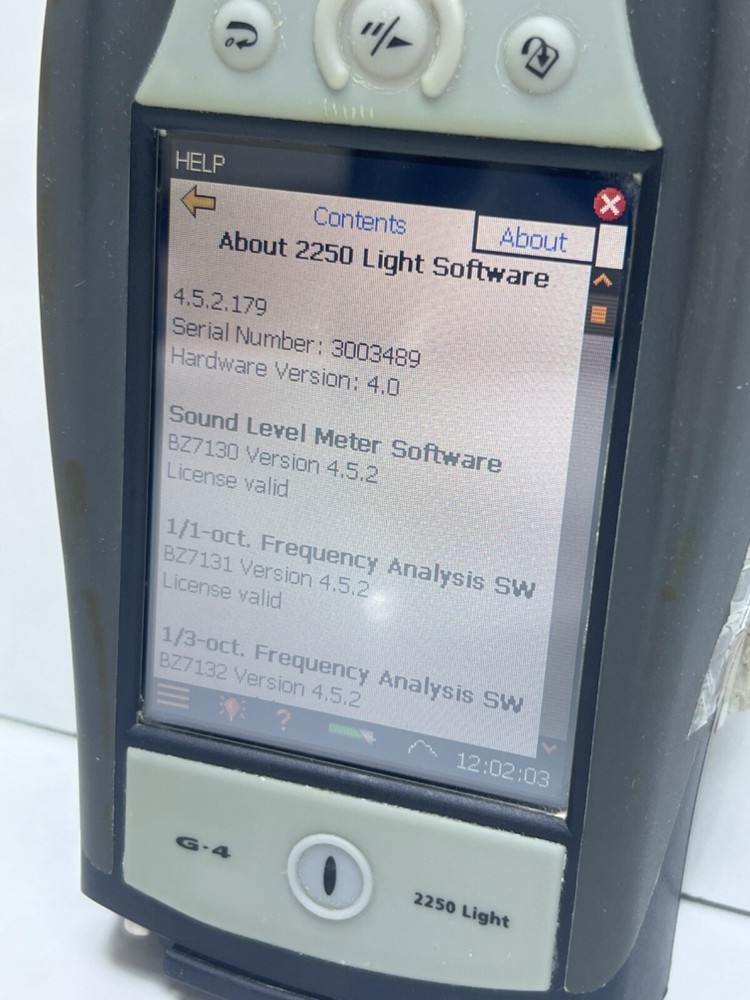 HELP
Contents
About
About 2250 Light Software
4.5.2.179
Serial Number: 3003489
Hardware Version: 4.0
Sound Level Meter Software
BZ7130 Version 4.5.2
License valid
1/1-oct. Frequency Analysis SW
BZ7131 Version 4.5.2
License valid
1/3-oct. Frequency Analysis SW
BZ7132 Version 4.5.2
?
12:02:03
G-4
2250 Light